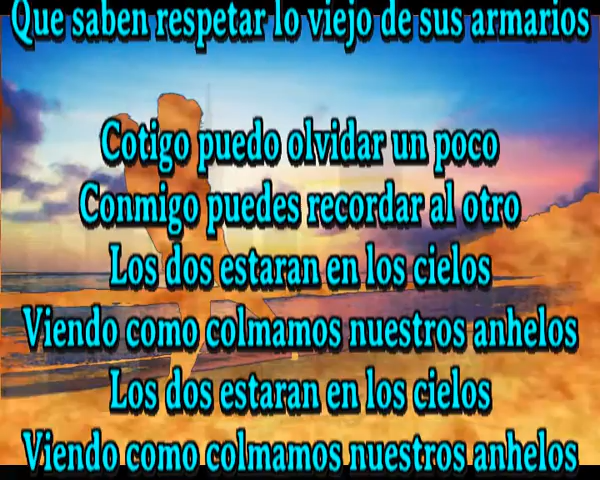 Que saben respetar lo viejo de sus armarios
Cotigo puedo olvidar un poco
Conmigo puedes recordar al otro
Los dos estaran en los cielos
Viendo como colmamos nuestros anhelos
Los dos estaran en los cielos
Viendo como colmamos nuestros anhelos